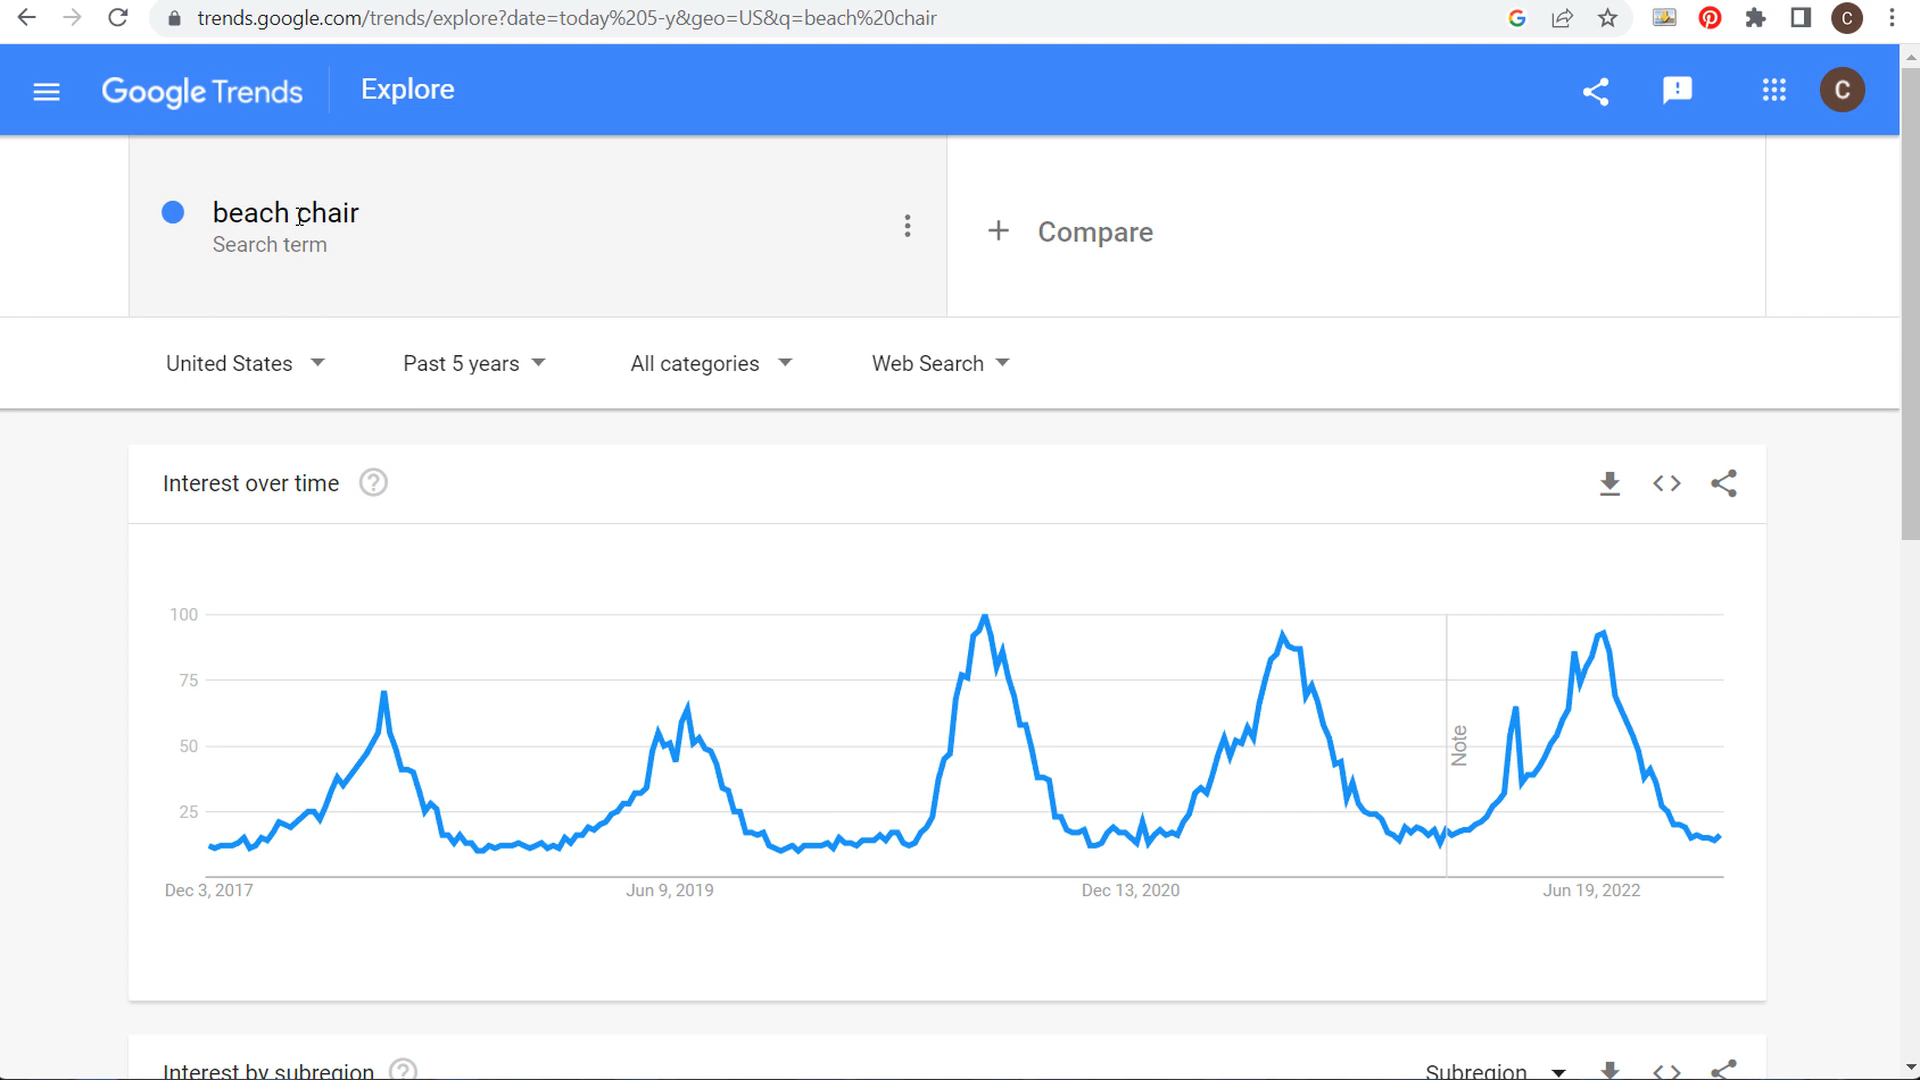 trends.google.com/trends/explore?date=today%205-y&geo=US&q=beach%20chair
C
Google Trends
Explore
C
beach chair
Search term
+ Compare
United States
Past 5 years
All categories
Web Search
Interest over time
?
100
75
50
25
Note
Dec 3, 2017
Jun 9, 2019
Dec 13, 2020
Jun 19, 2022
Interest by subregion
?
Subregion